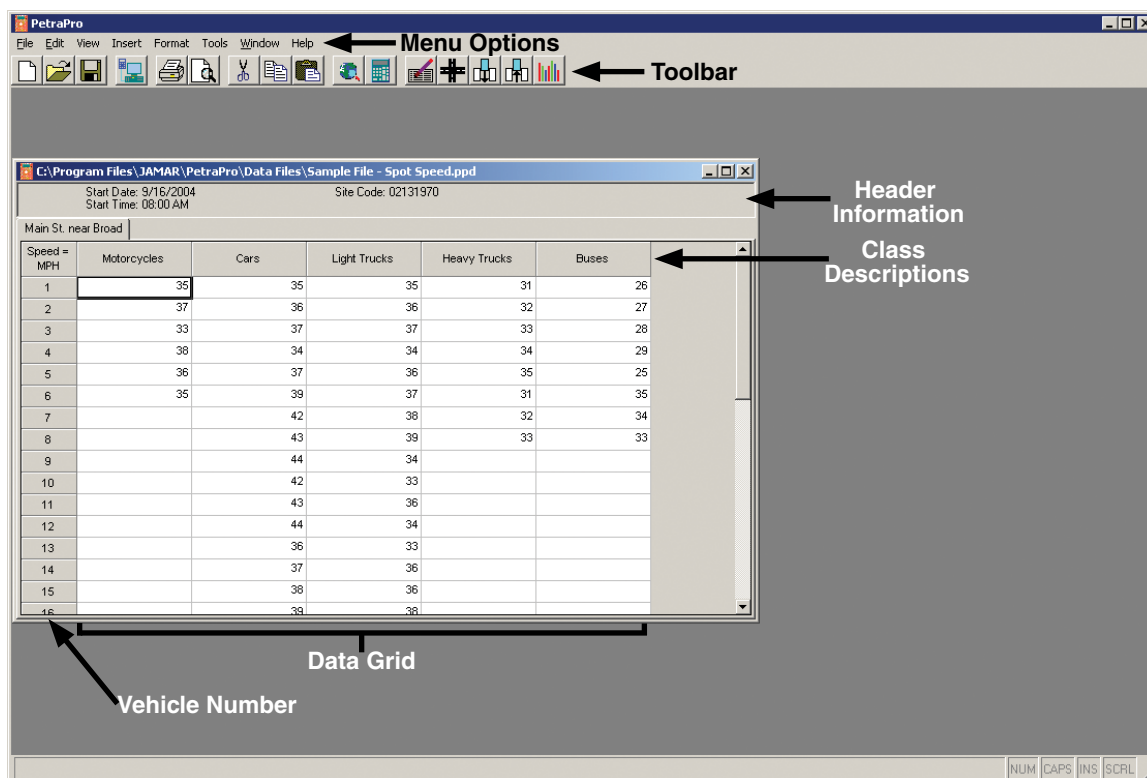 PetraPro
File Edit View Insert Format Tools Window Help
Menu Options
Toolbar
C:\Program Files\JAMAR\PetraPro\Data Files\Sample File - Spot Speed.ppd
Start Date: 9/16/2004 Site Code: 02131970
Start Time: 08:00 AM
Header
Information
Main St. near Broad
Speed =
MPH Motorcycles Cars Light Trucks Heavy Trucks Buses
Class
Descriptions
1 35 35 35 31 26
2 37 36 36 32 27
3 33 37 37 33 28
4 38 34 34 34 29
5 36 37 36 35 25
6 35 39 37 31 35
7 42 38 32 34
8 43 39 33 33
9 44 34
10 42 33
11 43 36
12 44 34
13 36 33
14 37 36
15 38 36
16 39 38
Data Grid
Vehicle Number
NUM CAPS INS SCRL